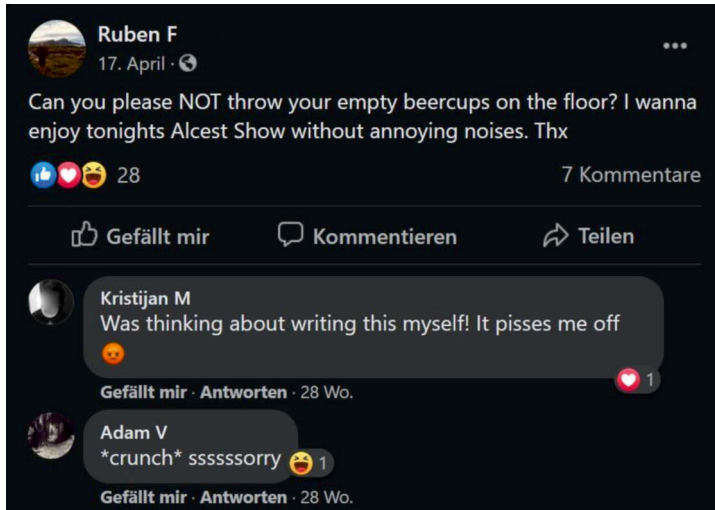 Ruben F
17. April ·
Can you please NOT throw your empty beercups on the floor? I wanna
enjoy tonights Alcest Show without annoying noises. Thx
28
7 Kommentare
Gefällt mir
Kommentieren
Teilen
Kristijan M
Was thinking about writing this myself! It pisses me off
1
Gefällt mir · Antworten · 28 Wo.
Adam V
*crunch* ssssssorry
1
Gefällt mir · Antworten · 28 Wo.